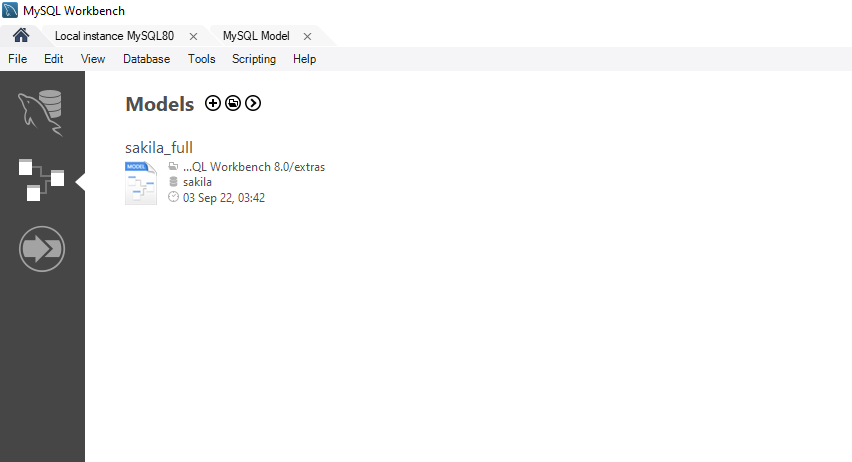 MySQL Workbench
Local instance MySQL80 MySQL Model
File Edit View Database Tools Scripting Help
Models
sakila_full
MODEL
...QL Workbench 8.0/extras
sakila
03 Sep 22, 03:42